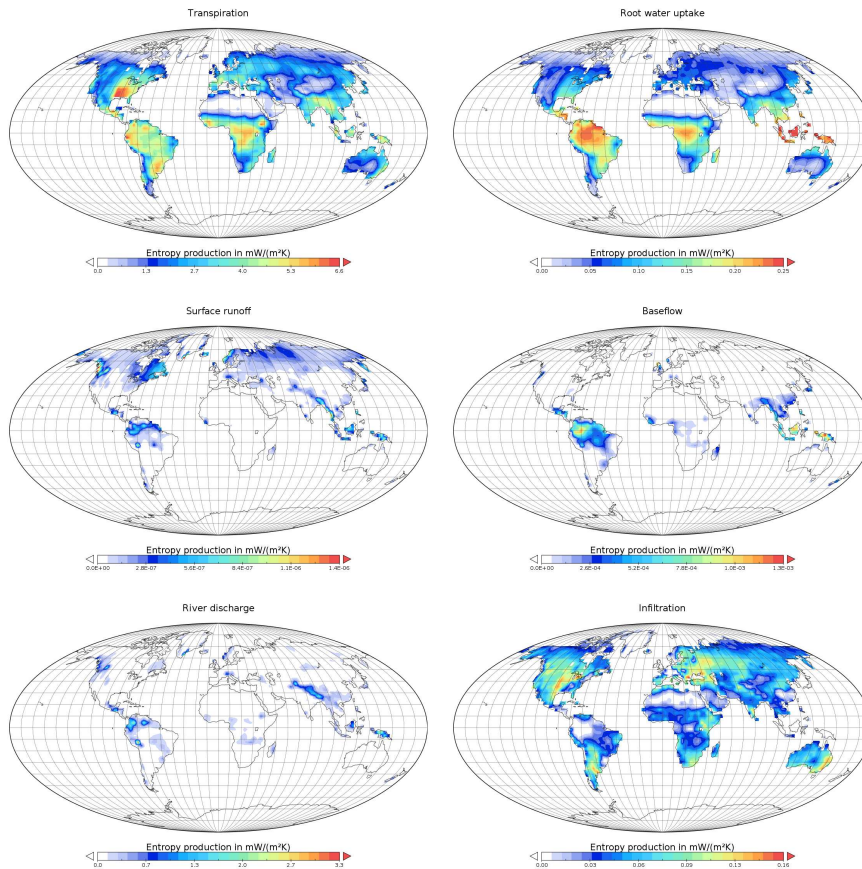 Transpiration
Root water uptake
Entropy production in mW/(m²K)
0.0 1.3 2.7 4.0 5.3 6.6
Entropy production in mW/(m²K)
0.00 0.05 0.10 0.15 0.20 0.25
Surface runoff
Baseflow
Entropy production in mW/(m²K)
0.0E+00 2.8E-07 5.6E-07 8.4E-07 1.1E-06 1.4E-06
Entropy production in mW/(m²K)
0.0E+00 2.6E-04 5.2E-04 7.8E-04 1.0E-03 1.3E-03
River discharge
Infiltration
Entropy production in mW/(m²K)
0.0 0.7 1.3 2.0 2.7 3.3
Entropy production in mW/(m²K)
0.00 0.03 0.06 0.09 0.13 0.16